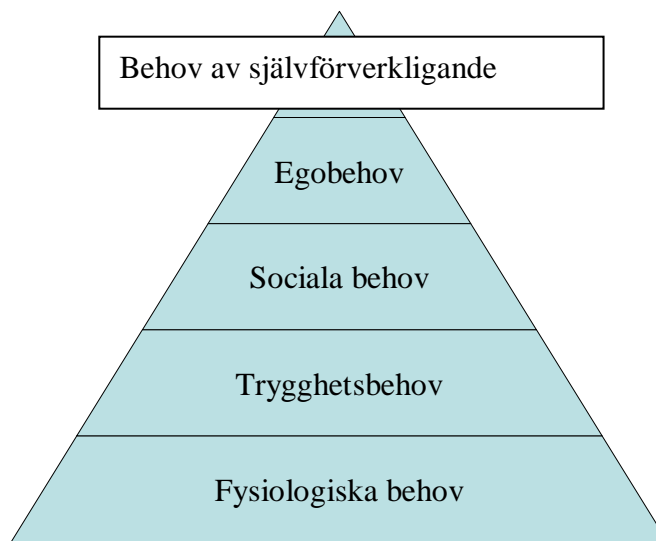 Behov av självförverkligande
Egobehov
Sociala behov
Trygghetsbehov
Fysiologiska behov